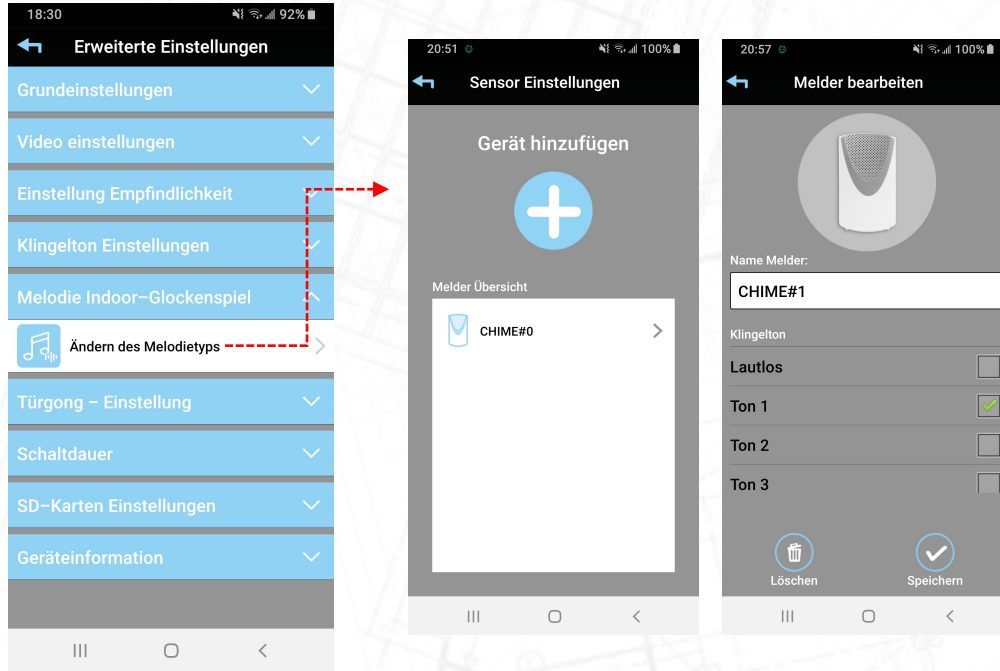 18:30 92%
Erweiterte Einstellungen
Grundeinstellungen
Video einstellungen
Einstellung Empfindlichkeit
Klingelton Einstellungen
Melodie Indoor-Glockenspiel
Ändern des Melodietyps
Türgong - Einstellung
Schaltdauer
SD-Karten Einstellungen
Geräteinformation
20:51 100%
Sensor Einstellungen
Gerät hinzufügen
Melder Übersicht
CHIME#0
20:57 100%
Melder bearbeiten
Name Melder:
CHIME#1
Klingelton
Lautlos
Ton 1
Ton 2
Ton 3
Löschen Speichern